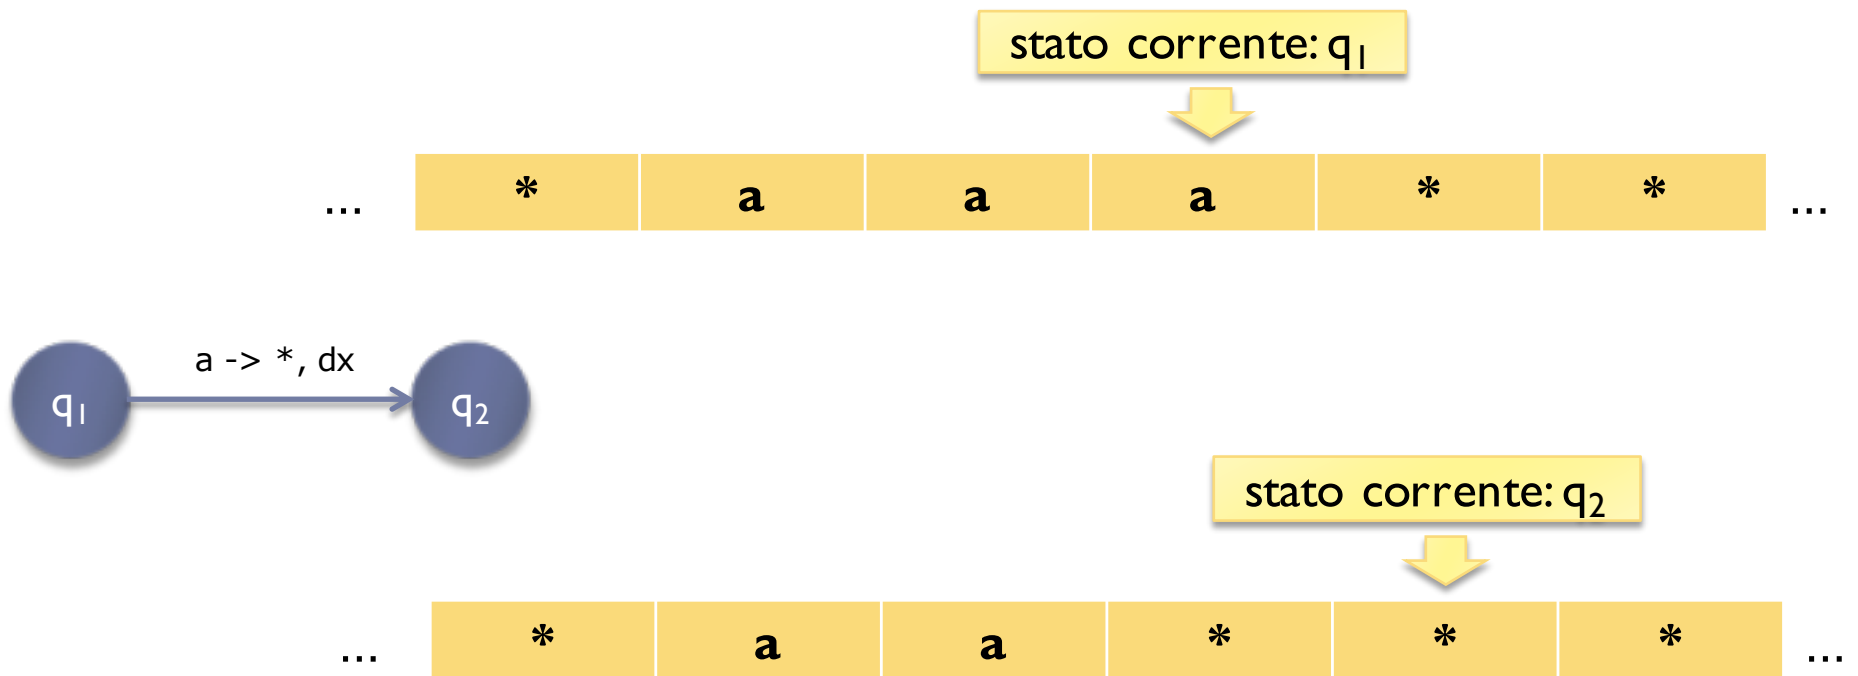 stato corrente: q₁
... * a a a * * ...
a -> *, dx
q₁ q₂
stato corrente: q₂
... * a a * * * ...